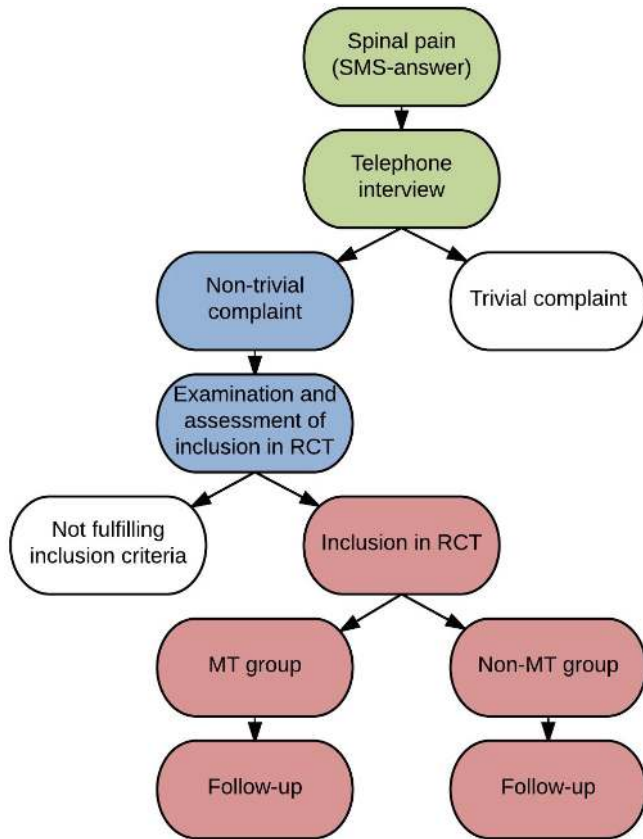 Spinal pain
(SMS-answer)
Telephone
interview
Non-trivial
complaint
Trivial complaint
Examination and
assessment of
inclusion in RCT
Not fulfilling
inclusion criteria
Inclusion in RCT
MT group
Non-MT group
Follow-up
Follow-up